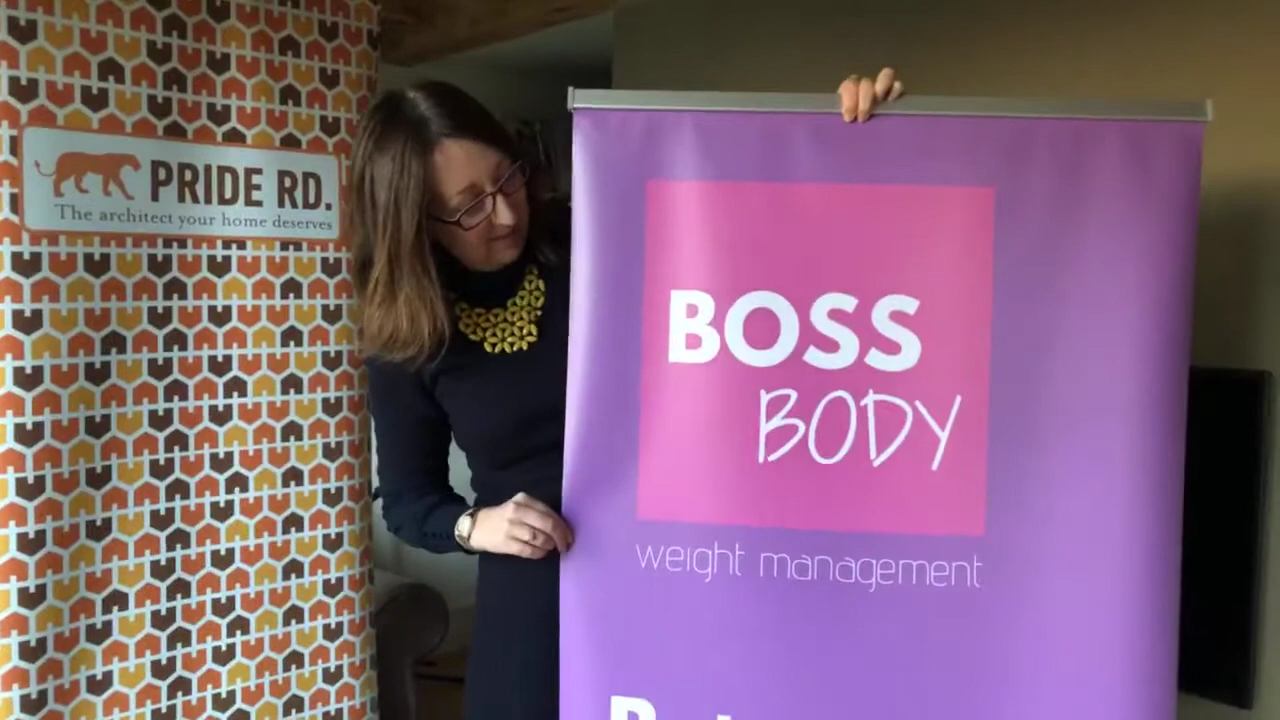 PRIDE RD.
The architect your home deserves
BOSS
BODY
weight management